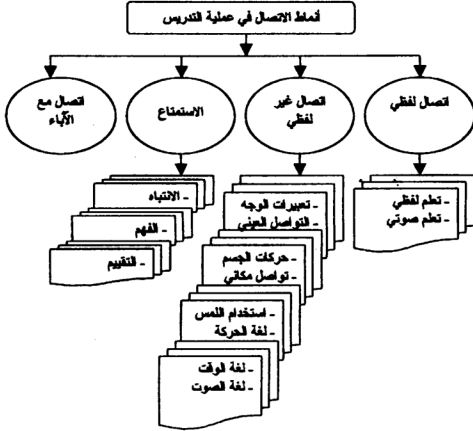 أنماط الاتصال في عملية التدريس
اتصال لفظي
اتصال غير
لفظي
الاستمتاع
اتصال مع
الآباء
- تعلم لفظي
- تعلم صوتي
- تعبيرات الوجه
- التواصل العيني
- حركات الجسم
- تواصل مكاني
- استخدام اللمس
- لغة الحركة
- لغة الوقت
- لغة الصوت
- الانتباه
- الفهم
- التقييم